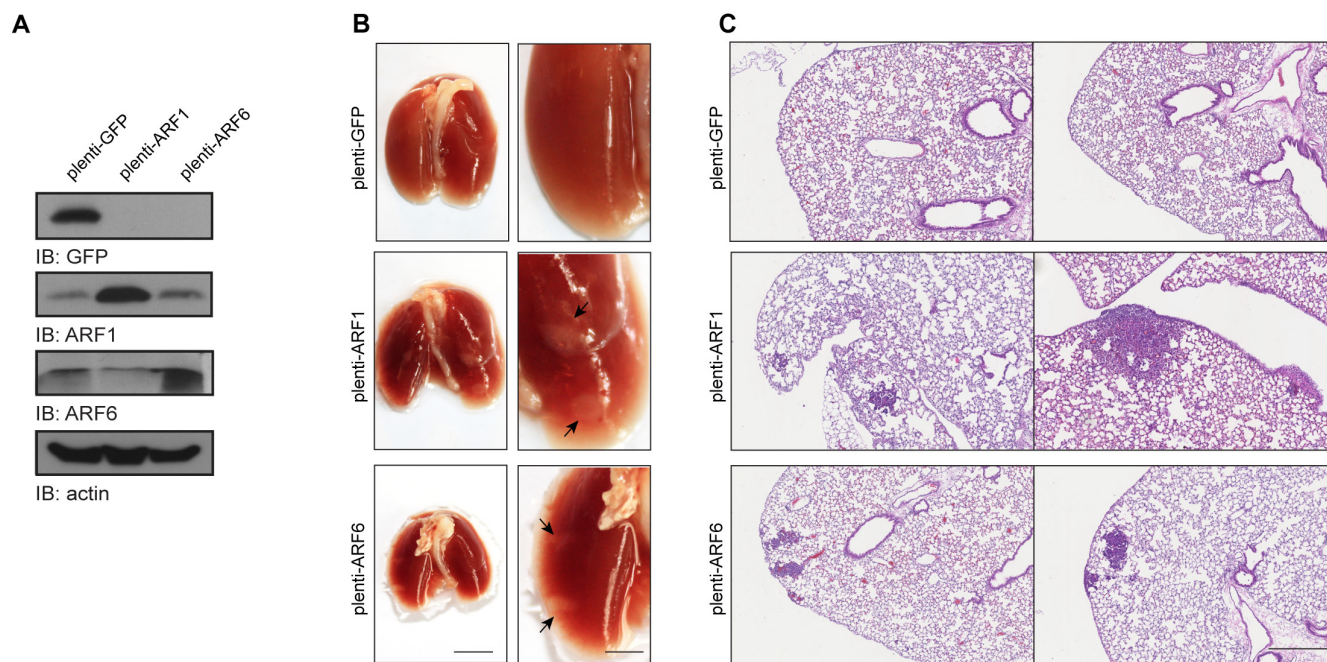 A
B
C
plenti-GFP
plenti-ARF1
plenti-ARF6
IB: GFP
IB: ARF1
IB: ARF6
IB: actin
plenti-GFP
plenti-ARF1
plenti-ARF6
plenti-GFP
plenti-ARF1
plenti-ARF6